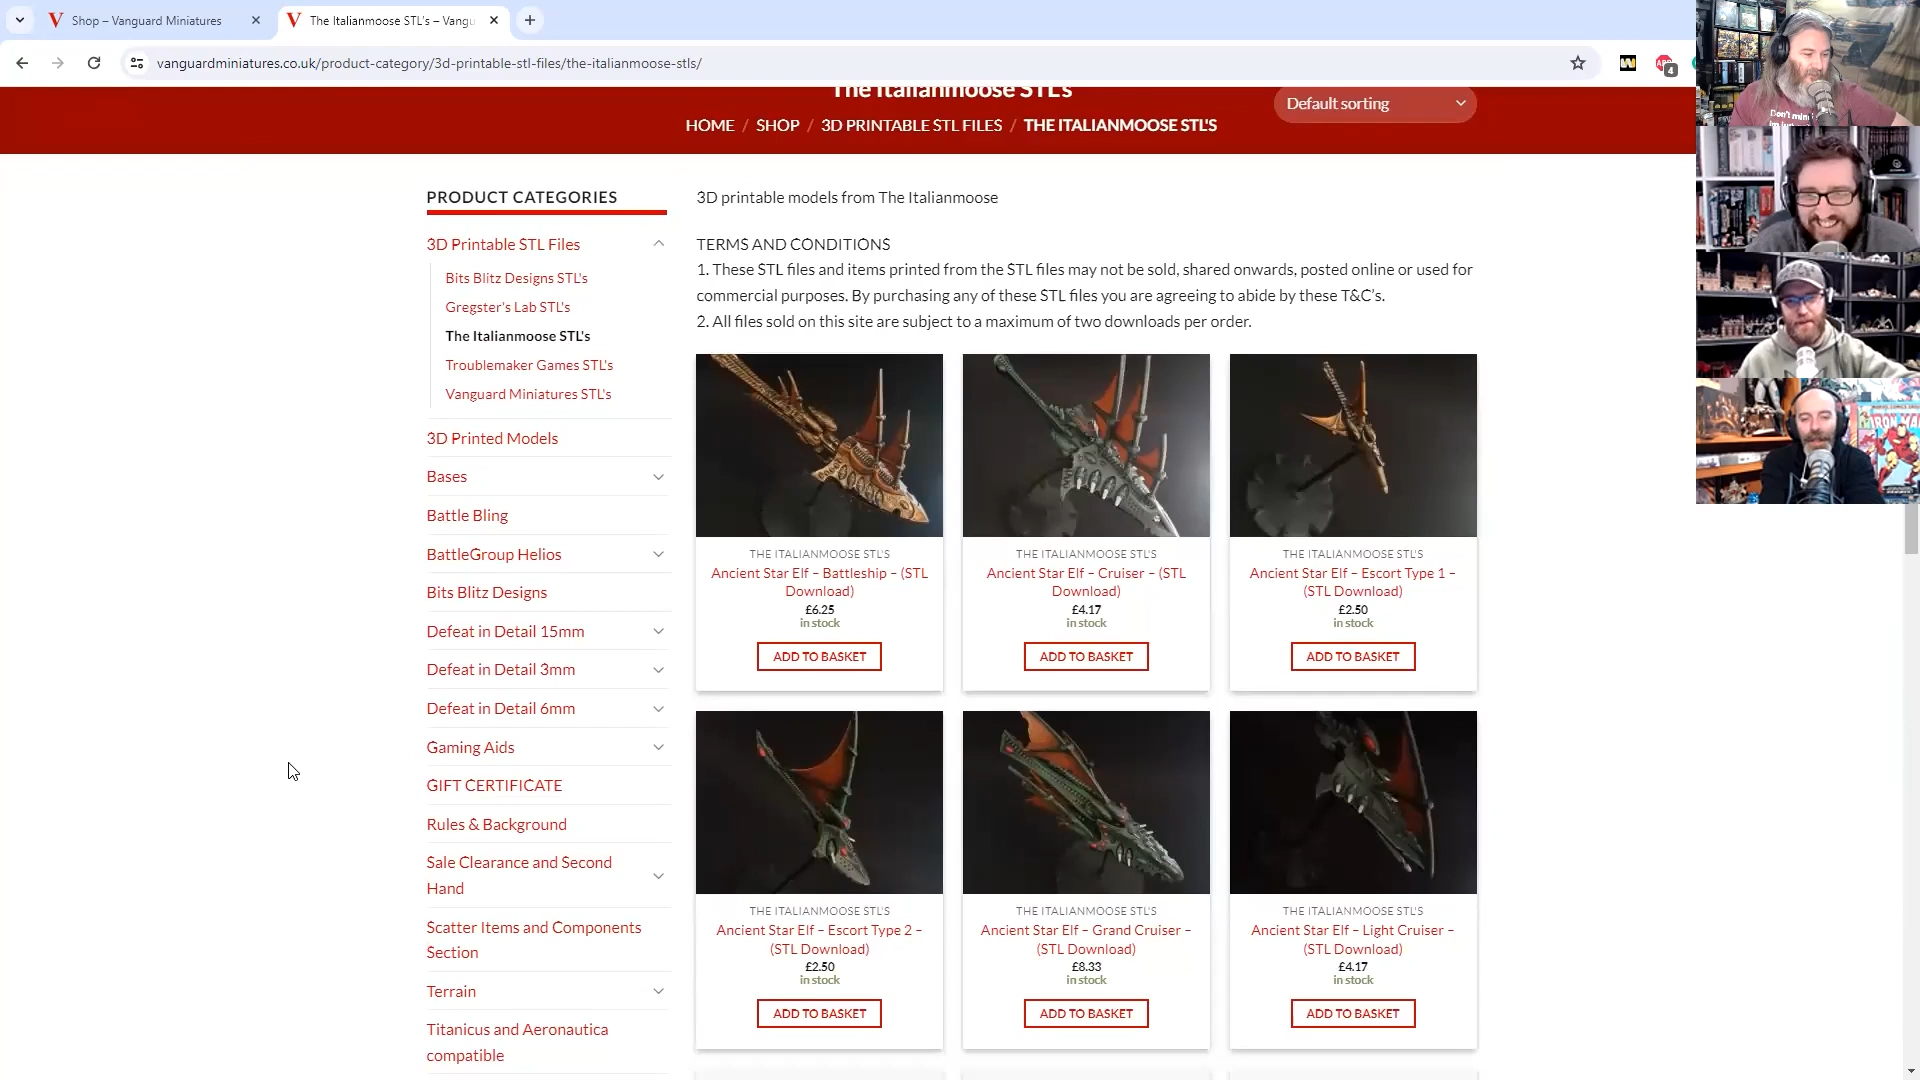 Shop – Vanguard Miniatures
The Italianmoose STL's – Vangu
vanguardminiatures.co.uk/product-category/3d-printable-stl-files/the-italianmoose-stls/
4
The Italianmoose STL's
Default sorting
HOME / SHOP / 3D PRINTABLE STL FILES / THE ITALIANMOOSE STL'S
PRODUCT CATEGORIES
3D Printable STL Files
Bits Blitz Designs STL's
Gregster's Lab STL's
The Italianmoose STL's
Troublemaker Games STL's
Vanguard Miniatures STL's
3D Printed Models
Bases
Battle Bling
BattleGroup Helios
Bits Blitz Designs
Defeat in Detail 15mm
Defeat in Detail 3mm
Defeat in Detail 6mm
Gaming Aids
GIFT CERTIFICATE
Rules & Background
Sale Clearance and Second
Hand
Scatter Items and Components
Section
Terrain
Titanicus and Aeronautica
compatible
3D printable models from The Italianmoose
TERMS AND CONDITIONS
1. These STL files and items printed from the STL files may not be sold, shared onwards, posted online or used for
commercial purposes. By purchasing any of these STL files you are agreeing to abide by these T&C's.
2. All files sold on this site are subject to a maximum of two downloads per order.
THE ITALIANMOOSE STL'S
Ancient Star Elf – Battleship – (STL
Download)
£6.25
in stock
ADD TO BASKET
THE ITALIANMOOSE STL'S
Ancient Star Elf – Cruiser – (STL
Download)
£4.17
in stock
ADD TO BASKET
THE ITALIANMOOSE STL'S
Ancient Star Elf – Escort Type 1 –
(STL Download)
£2.50
in stock
ADD TO BASKET
THE ITALIANMOOSE STL'S
Ancient Star Elf – Escort Type 2 –
(STL Download)
£2.50
in stock
ADD TO BASKET
THE ITALIANMOOSE STL'S
Ancient Star Elf – Grand Cruiser –
(STL Download)
£8.33
in stock
ADD TO BASKET
THE ITALIANMOOSE STL'S
Ancient Star Elf – Light Cruiser –
(STL Download)
£4.17
in stock
ADD TO BASKET
Don't mind
IRON MAN